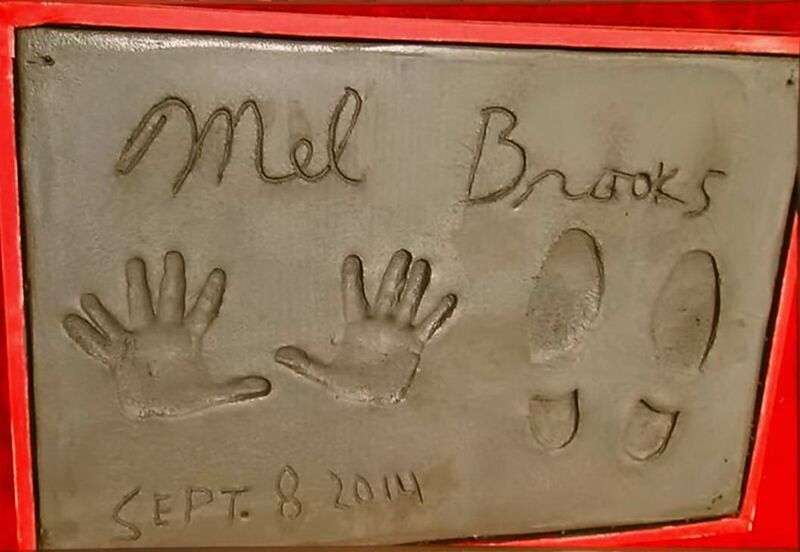 Mel Brooks
SEPT. 8 2014